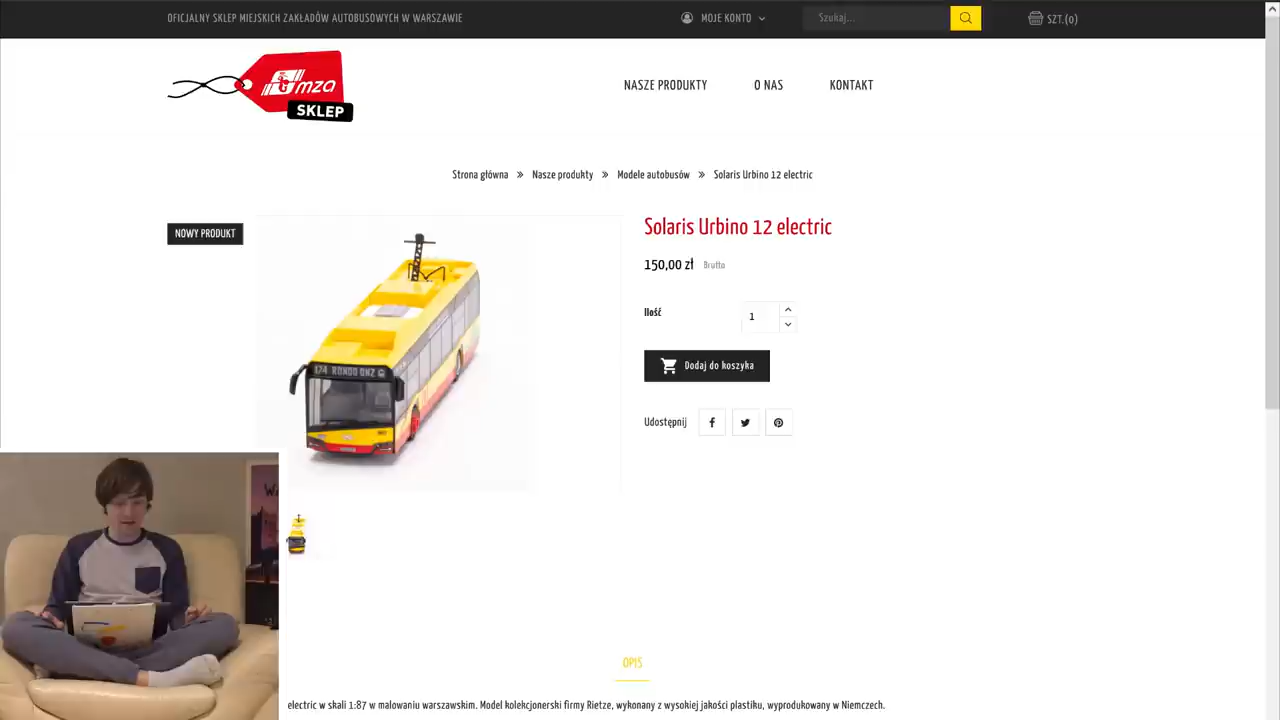 OFICJALNY SKLEP MIEJSKICH ZAKŁADÓW AUTOBUSOWYCH W WARSZAWIE
MOJE KONTO
Szukaj...
SZT.(0)
mza
SKLEP
NASZE PRODUKTY
O NAS
KONTAKT
Strona główna » Nasze produkty » Modele autobusów » Solaris Urbino 12 electric
NOWY PRODUKT
174 RONDO ONZ
Solaris Urbino 12 electric
150,00 zł Brutto
Ilość
1
Dodaj do koszyka
Udostępnij
OPIS
electric w skali 1:87 w malowaniu warszawskim. Model kolekcjonerski firmy Rietze, wykonany z wysokiej jakości plastiku, wyprodukowany w Niemczech.